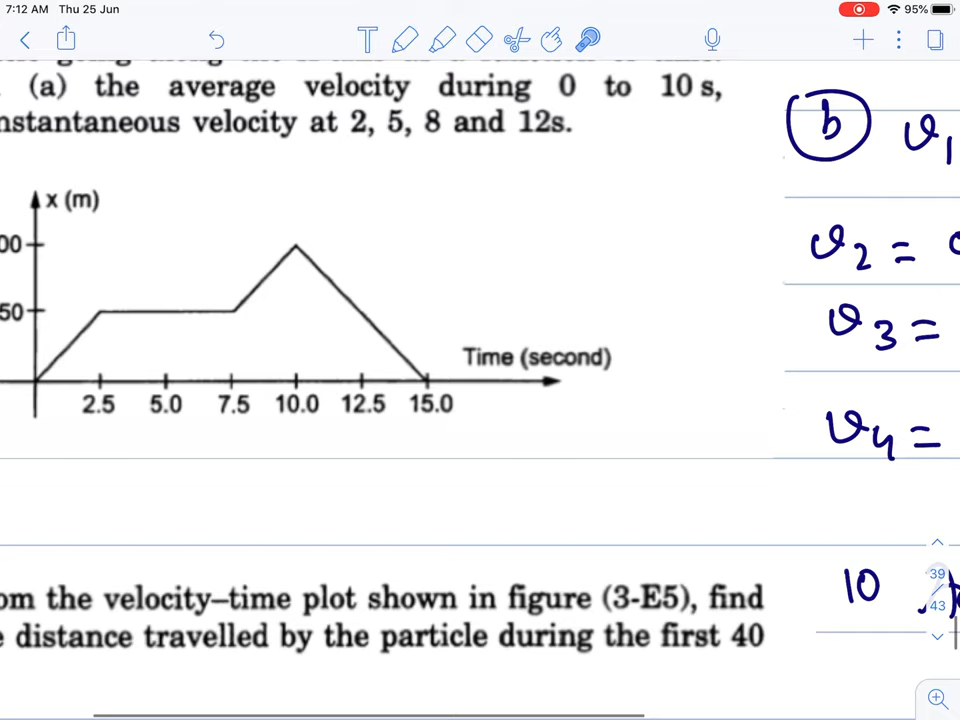 7:12 AM Thu 25 Jun 95%
(a) the average velocity during 0 to 10 s,
nstantaneous velocity at 2, 5, 8 and 12s.
b v1
x (m)
00
v2 =
50
v3 =
Time (second)
2.5 5.0 7.5 10.0 12.5 15.0
v4 =
om the velocity–time plot shown in figure (3-E5), find
10
39
43
e distance travelled by the particle during the first 40